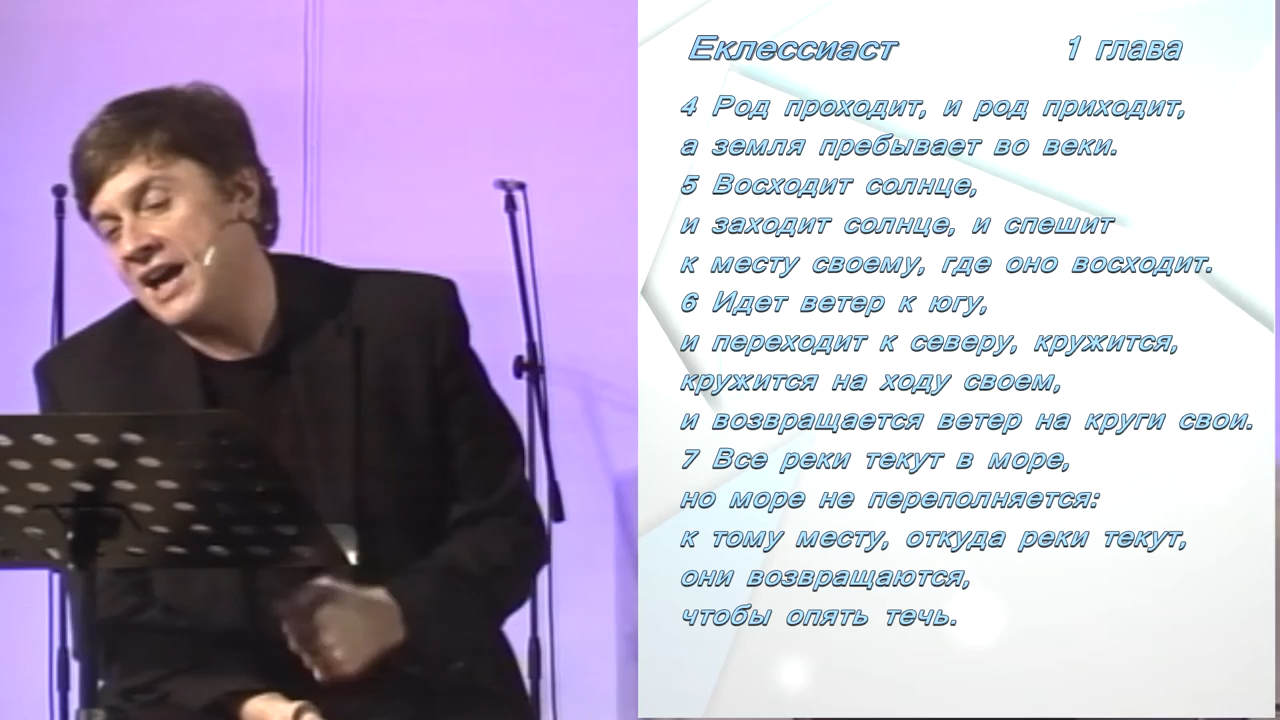 Еклессиаст 1 глава
4 Род проходит, и род приходит,
а земля пребывает во веки.
5 Восходит солнце,
и заходит солнце, и спешит
к месту своему, где оно восходит.
6 Идет ветер к югу,
и переходит к северу, кружится,
кружится на ходу своем,
и возвращается ветер на круги свои.
7 Все реки текут в море,
но море не переполняется:
к тому месту, откуда реки текут,
они возвращаются,
чтобы опять течь.